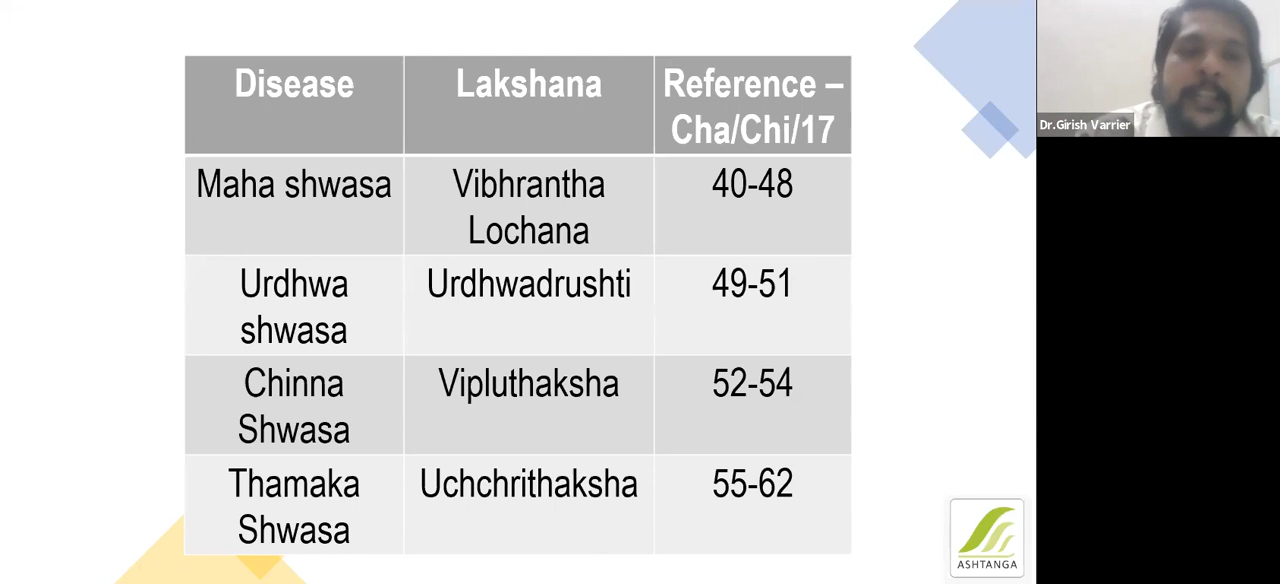 Disease Lakshana Reference –
Cha/Chi/17
Maha shwasa Vibhrantha 40-48
Lochana
Urdhwa Urdhwadrushti 49-51
shwasa
Chinna Vipluthaksha 52-54
Shwasa
Thamaka Uchchrithaksha 55-62
Shwasa
Dr.Girish Varrier
ASHTANGA